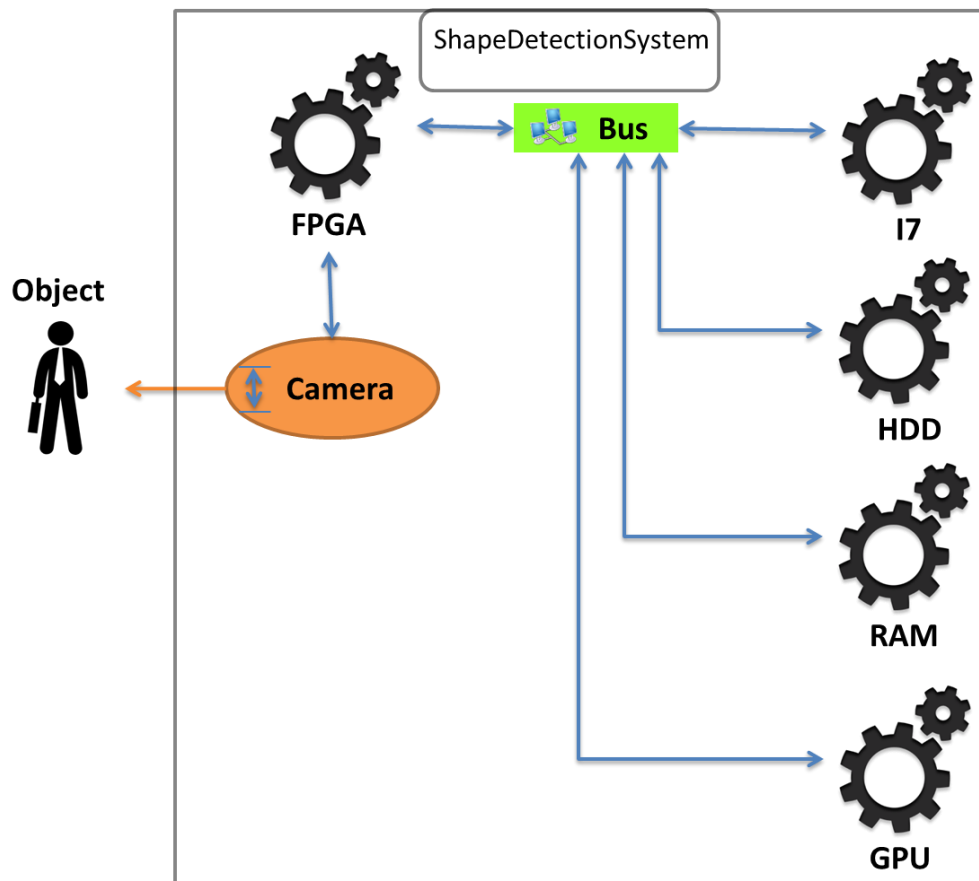 ShapeDetectionSystem
Bus
FPGA
I7
Object
Camera
HDD
RAM
GPU